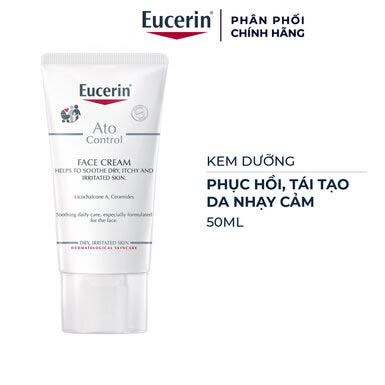 Eucerin®
PHÂN PHỐI
CHÍNH HÃNG
Eucerin®
Ato
Control
FACE CREAM
HELPS TO SOOTHE DRY, ITCHY AND
IRRITATED SKIN.
Licochalcone A, Ceramides
Soothing daily care, especially formulated
for the face.
DRY, IRRITATED SKIN
DERMATOLOGICAL SKINCARE
KEM DƯỠNG
PHỤC HỒI, TÁI TẠO
DA NHẠY CẢM
50ML